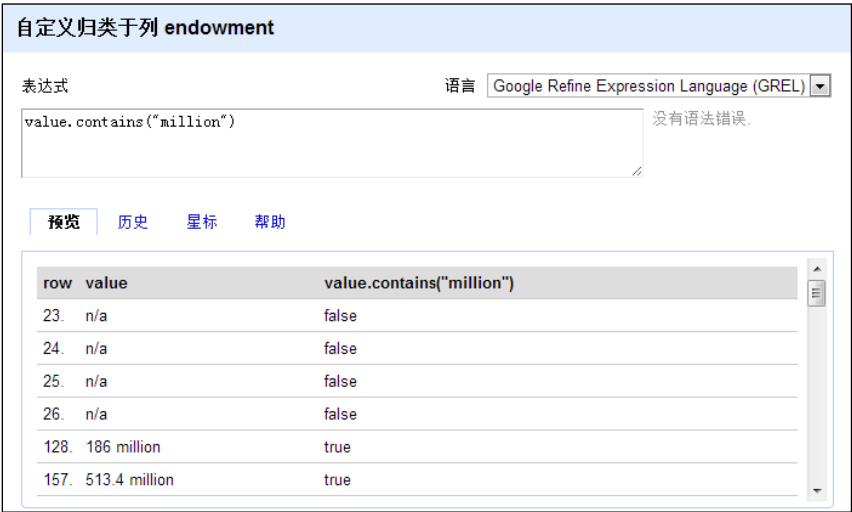 自定义归类于列 endowment
表达式 语言 Google Refine Expression Language (GREL)
value.contains("million") 没有语法错误.
预览 历史 星标 帮助
row value value.contains("million")
23. n/a false
24. n/a false
25. n/a false
26. n/a false
128. 186 million true
157. 513.4 million true